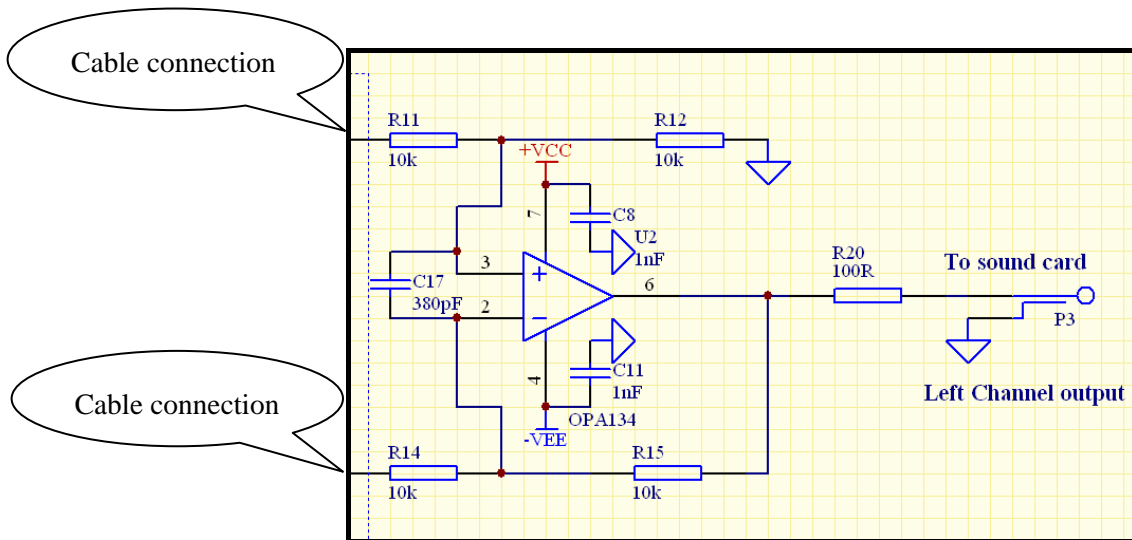 Cable connection
R11
R12
10k
+VCC
10k
7
C8
U2
1nF
3
R20
100R
To sound card
C17
6
380pF
2
P3
C11
1nF
4
Left Channel output
Cable connection
OPA134
-VEE
R14
R15
10k
10k